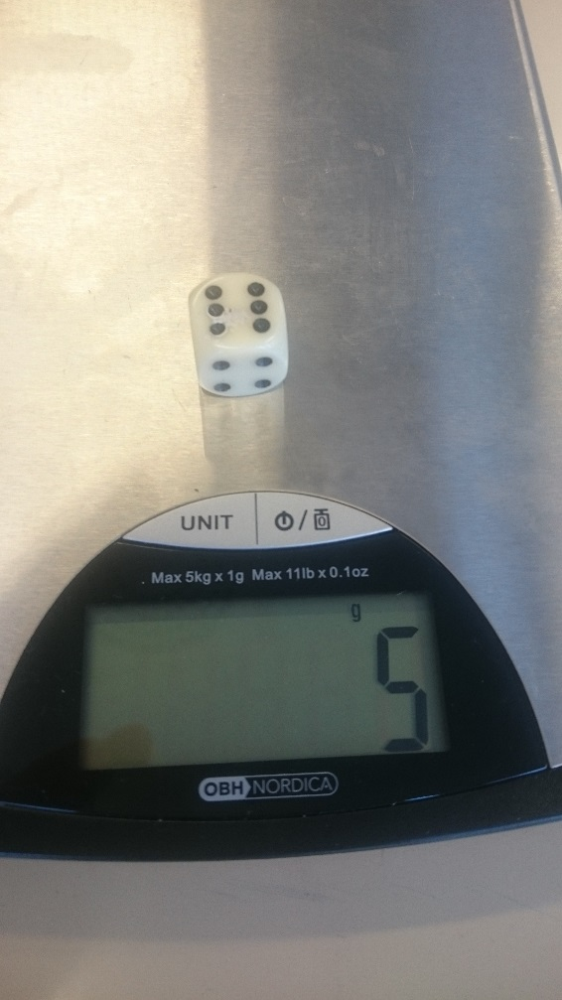 UNIT /
Max 5kg x 1g Max 11lb x 0.1oz
g
5
OBH NORDICA